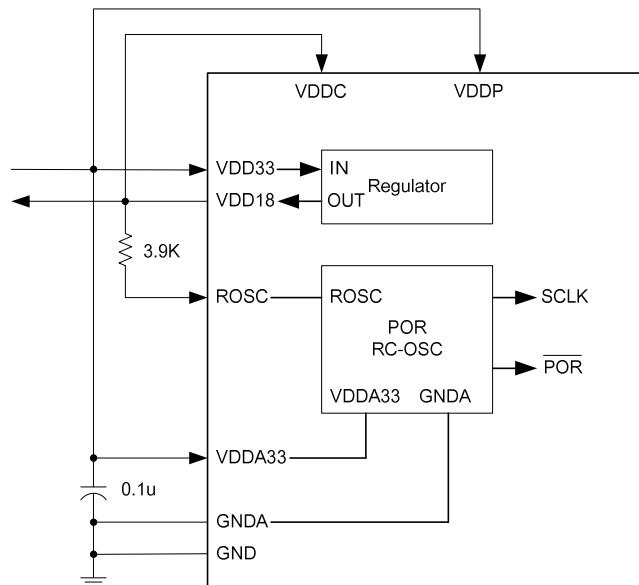 VDDC VDDP
VDD33 IN
Regulator
VDD18 OUT
3.9K
ROSC ROSC SCLK
POR
RC-OSC
P̅O̅R̅
VDDA33 GNDA
VDDA33
0.1u
GNDA
GND